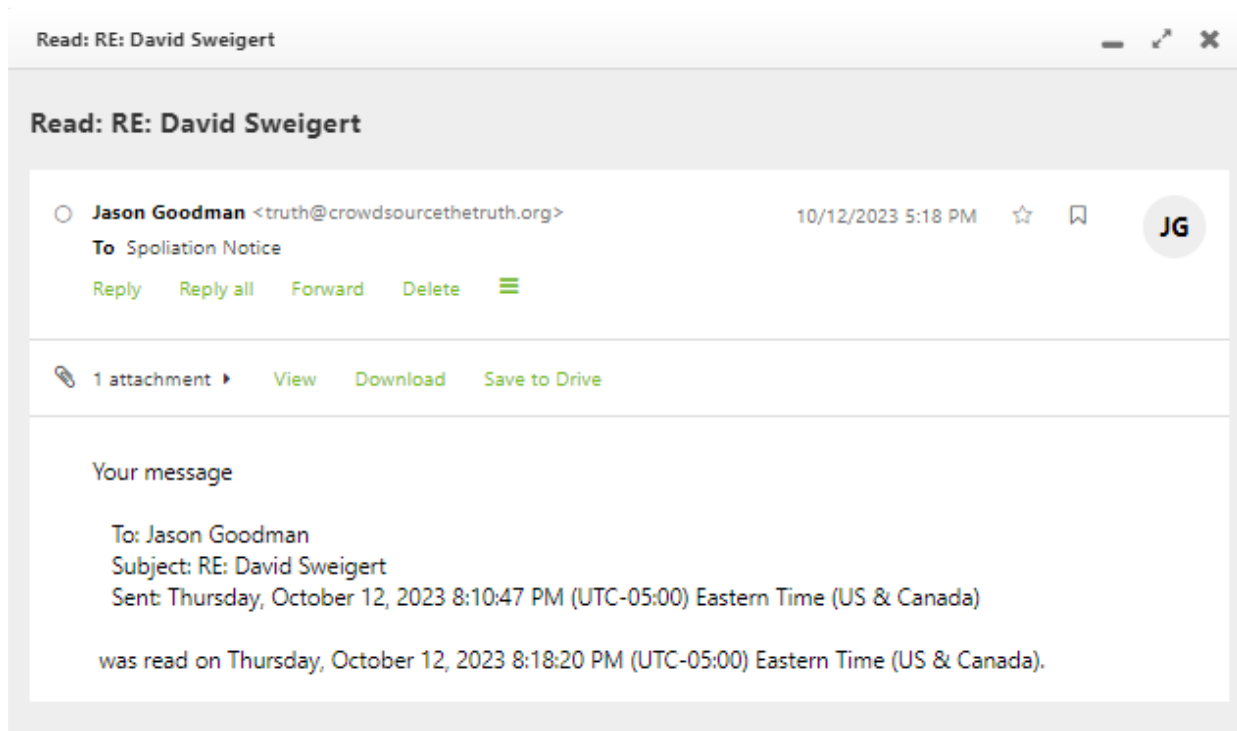 Read: RE: David Sweigert
Read: RE: David Sweigert
Jason Goodman <truth@crowdsourcethetruth.org> 10/12/2023 5:18 PM
JG
To Spoliation Notice
Reply Reply all Forward Delete
1 attachment View Download Save to Drive
Your message
To: Jason Goodman
Subject: RE: David Sweigert
Sent: Thursday, October 12, 2023 8:10:47 PM (UTC-05:00) Eastern Time (US & Canada)
was read on Thursday, October 12, 2023 8:18:20 PM (UTC-05:00) Eastern Time (US & Canada).